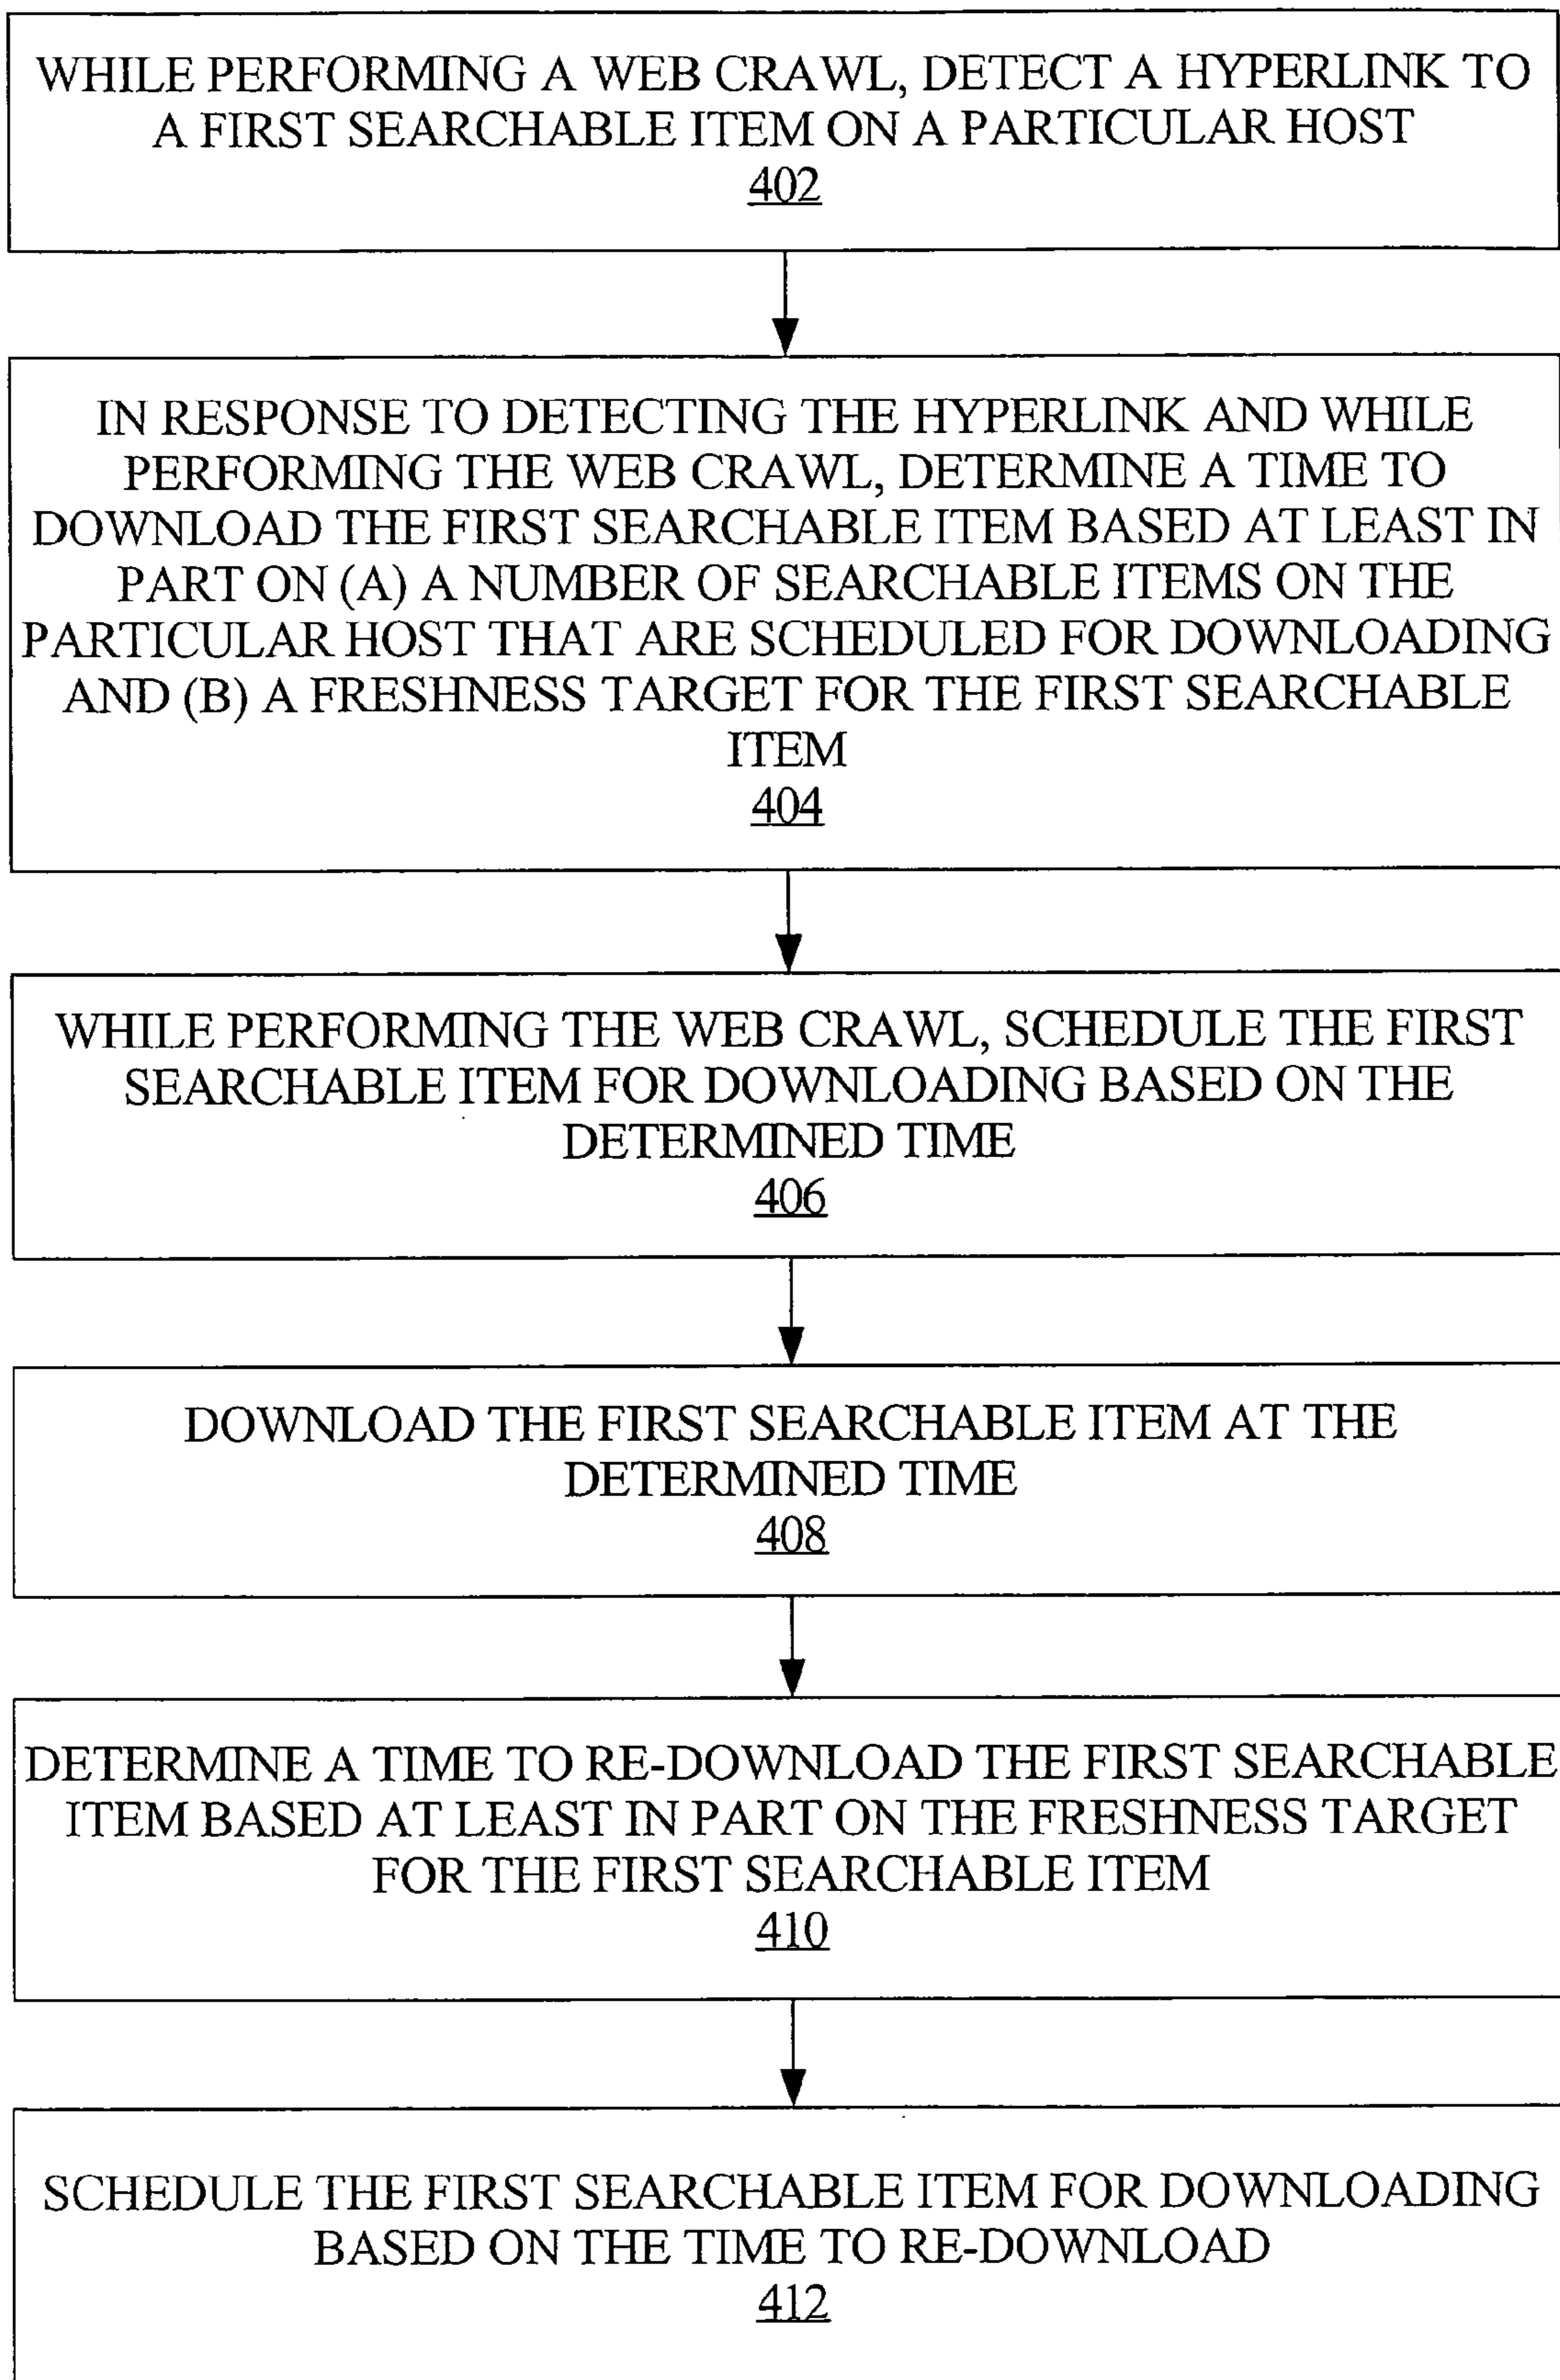 WHILE PERFORMING A WEB CRAWL, DETECT A HYPERLINK TO
A FIRST SEARCHABLE ITEM ON A PARTICULAR HOST
402
IN RESPONSE TO DETECTING THE HYPERLINK AND WHILE
PERFORMING THE WEB CRAWL, DETERMINE A TIME TO
DOWNLOAD THE FIRST SEARCHABLE ITEM BASED AT LEAST IN
PART ON (A) A NUMBER OF SEARCHABLE ITEMS ON THE
PARTICULAR HOST THAT ARE SCHEDULED FOR DOWNLOADING
AND (B) A FRESHNESS TARGET FOR THE FIRST SEARCHABLE
ITEM
404
WHILE PERFORMING THE WEB CRAWL, SCHEDULE THE FIRST
SEARCHABLE ITEM FOR DOWNLOADING BASED ON THE
DETERMINED TIME
406
DOWNLOAD THE FIRST SEARCHABLE ITEM AT THE
DETERMINED TIME
408
DETERMINE A TIME TO RE-DOWNLOAD THE FIRST SEARCHABLE
ITEM BASED AT LEAST IN PART ON THE FRESHNESS TARGET
FOR THE FIRST SEARCHABLE ITEM
410
SCHEDULE THE FIRST SEARCHABLE ITEM FOR DOWNLOADING
BASED ON THE TIME TO RE-DOWNLOAD
412